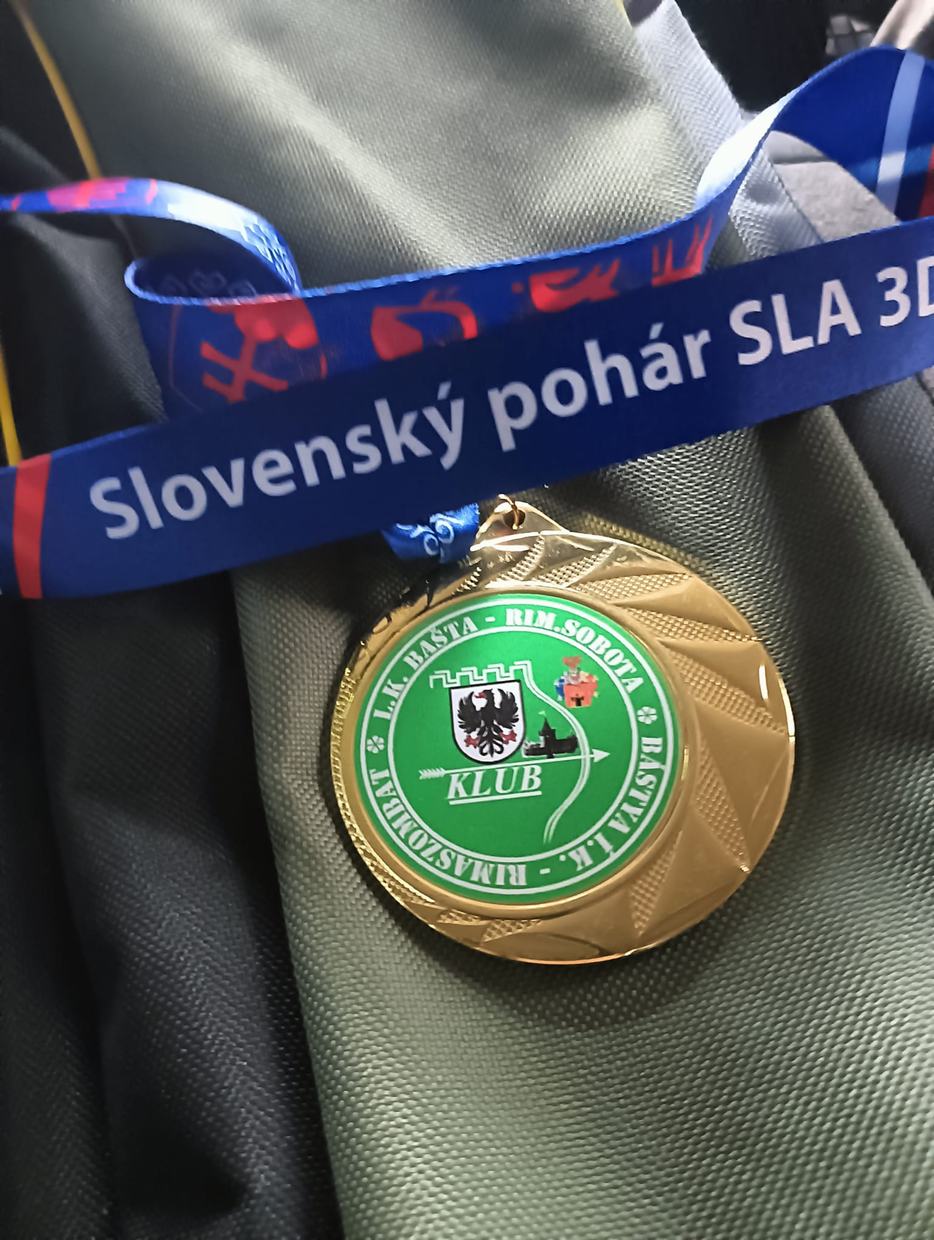 Slovenský pohár SLA 3D
L.K. BAŠTA - RIM.SOBOTA
BÁSTYA Í.K. - RIMASZOMBAT
KLUB